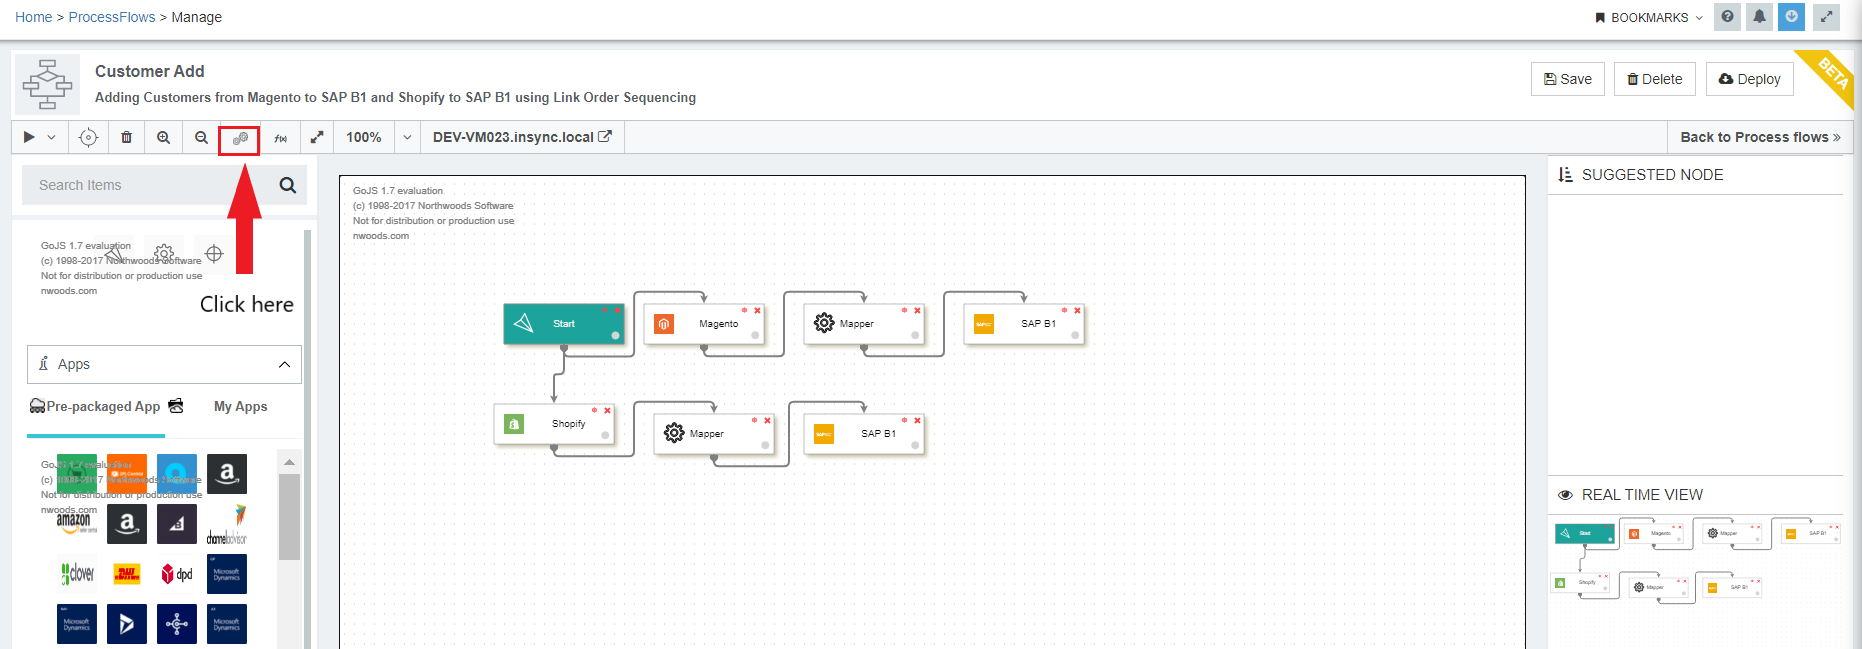 Home > ProcessFlows > Manage
BOOKMARKS
Customer Add
Adding Customers from Magento to SAP B1 and Shopify to SAP B1 using Link Order Sequencing
Save
Delete
Deploy
BETA
f(x)
100%
DEV-VM023.insync.local
Back to Process flows »
Search Items
GoJS 1.7 evaluation
(c) 1998-2017 Northwoods Software
Not for distribution or production use
nwoods.com
Click here
Apps
Pre-packaged App
My Apps
GoJS 1.7 evaluation
(c) 1998-2017 Northwoods Software
Not for distribution or production use
nwoods.com
amazon
channeladvisor
clover
DHL
dpd
Microsoft
Dynamics
Microsoft
Dynamics
Microsoft
Dynamics
GoJS 1.7 evaluation
(c) 1998-2017 Northwoods Software
Not for distribution or production use
nwoods.com
Start
Magento
Mapper
SAP B1
Shopify
Mapper
SAP B1
SUGGESTED NODE
REAL TIME VIEW
Start
Magento
Mapper
SAP B1
Shopify
Mapper
SAP B1